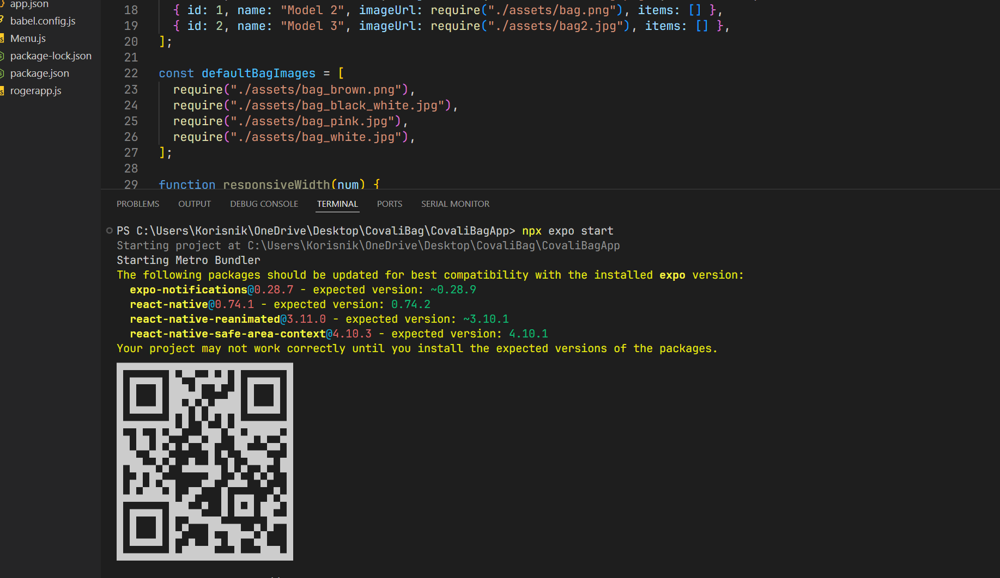 app.json
babel.config.js
Menu.js
package-lock.json
package.json
rogerapp.js
18 { id: 1, name: "Model 2", imageUrl: require("./assets/bag.png"), items: [] },
19 { id: 2, name: "Model 3", imageUrl: require("./assets/bag2.jpg"), items: [] },
20 ];
21
22 const defaultBagImages = [
23 require("./assets/bag_brown.png"),
24 require("./assets/bag_black_white.jpg"),
25 require("./assets/bag_pink.jpg"),
26 require("./assets/bag_white.jpg"),
27 ];
28
29 function responsiveWidth(num) {
PROBLEMS OUTPUT DEBUG CONSOLE TERMINAL PORTS SERIAL MONITOR
PS C:\Users\Korisnik\OneDrive\Desktop\CovaliBag\CovaliBagApp> npx expo start
Starting project at C:\Users\Korisnik\OneDrive\Desktop\CovaliBag\CovaliBagApp
Starting Metro Bundler
The following packages should be updated for best compatibility with the installed expo version:
expo-notifications@0.28.7 - expected version: ~0.28.9
react-native@0.74.1 - expected version: 0.74.2
react-native-reanimated@3.11.0 - expected version: ~3.10.1
react-native-safe-area-context@4.10.3 - expected version: 4.10.1
Your project may not work correctly until you install the expected versions of the packages.